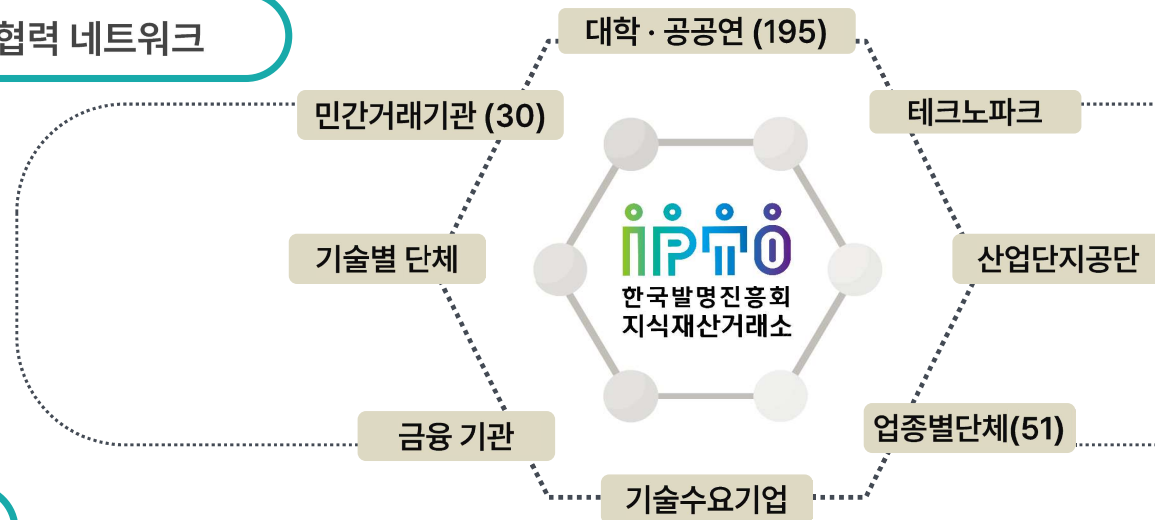 협력 네트워크
대학 · 공공연 (195)
민간거래기관 (30)
테크노파크
기술별 단체
IPTO
한국발명진흥회
지식재산거래소
산업단지공단
금융 기관
업종별단체(51)
기술수요기업